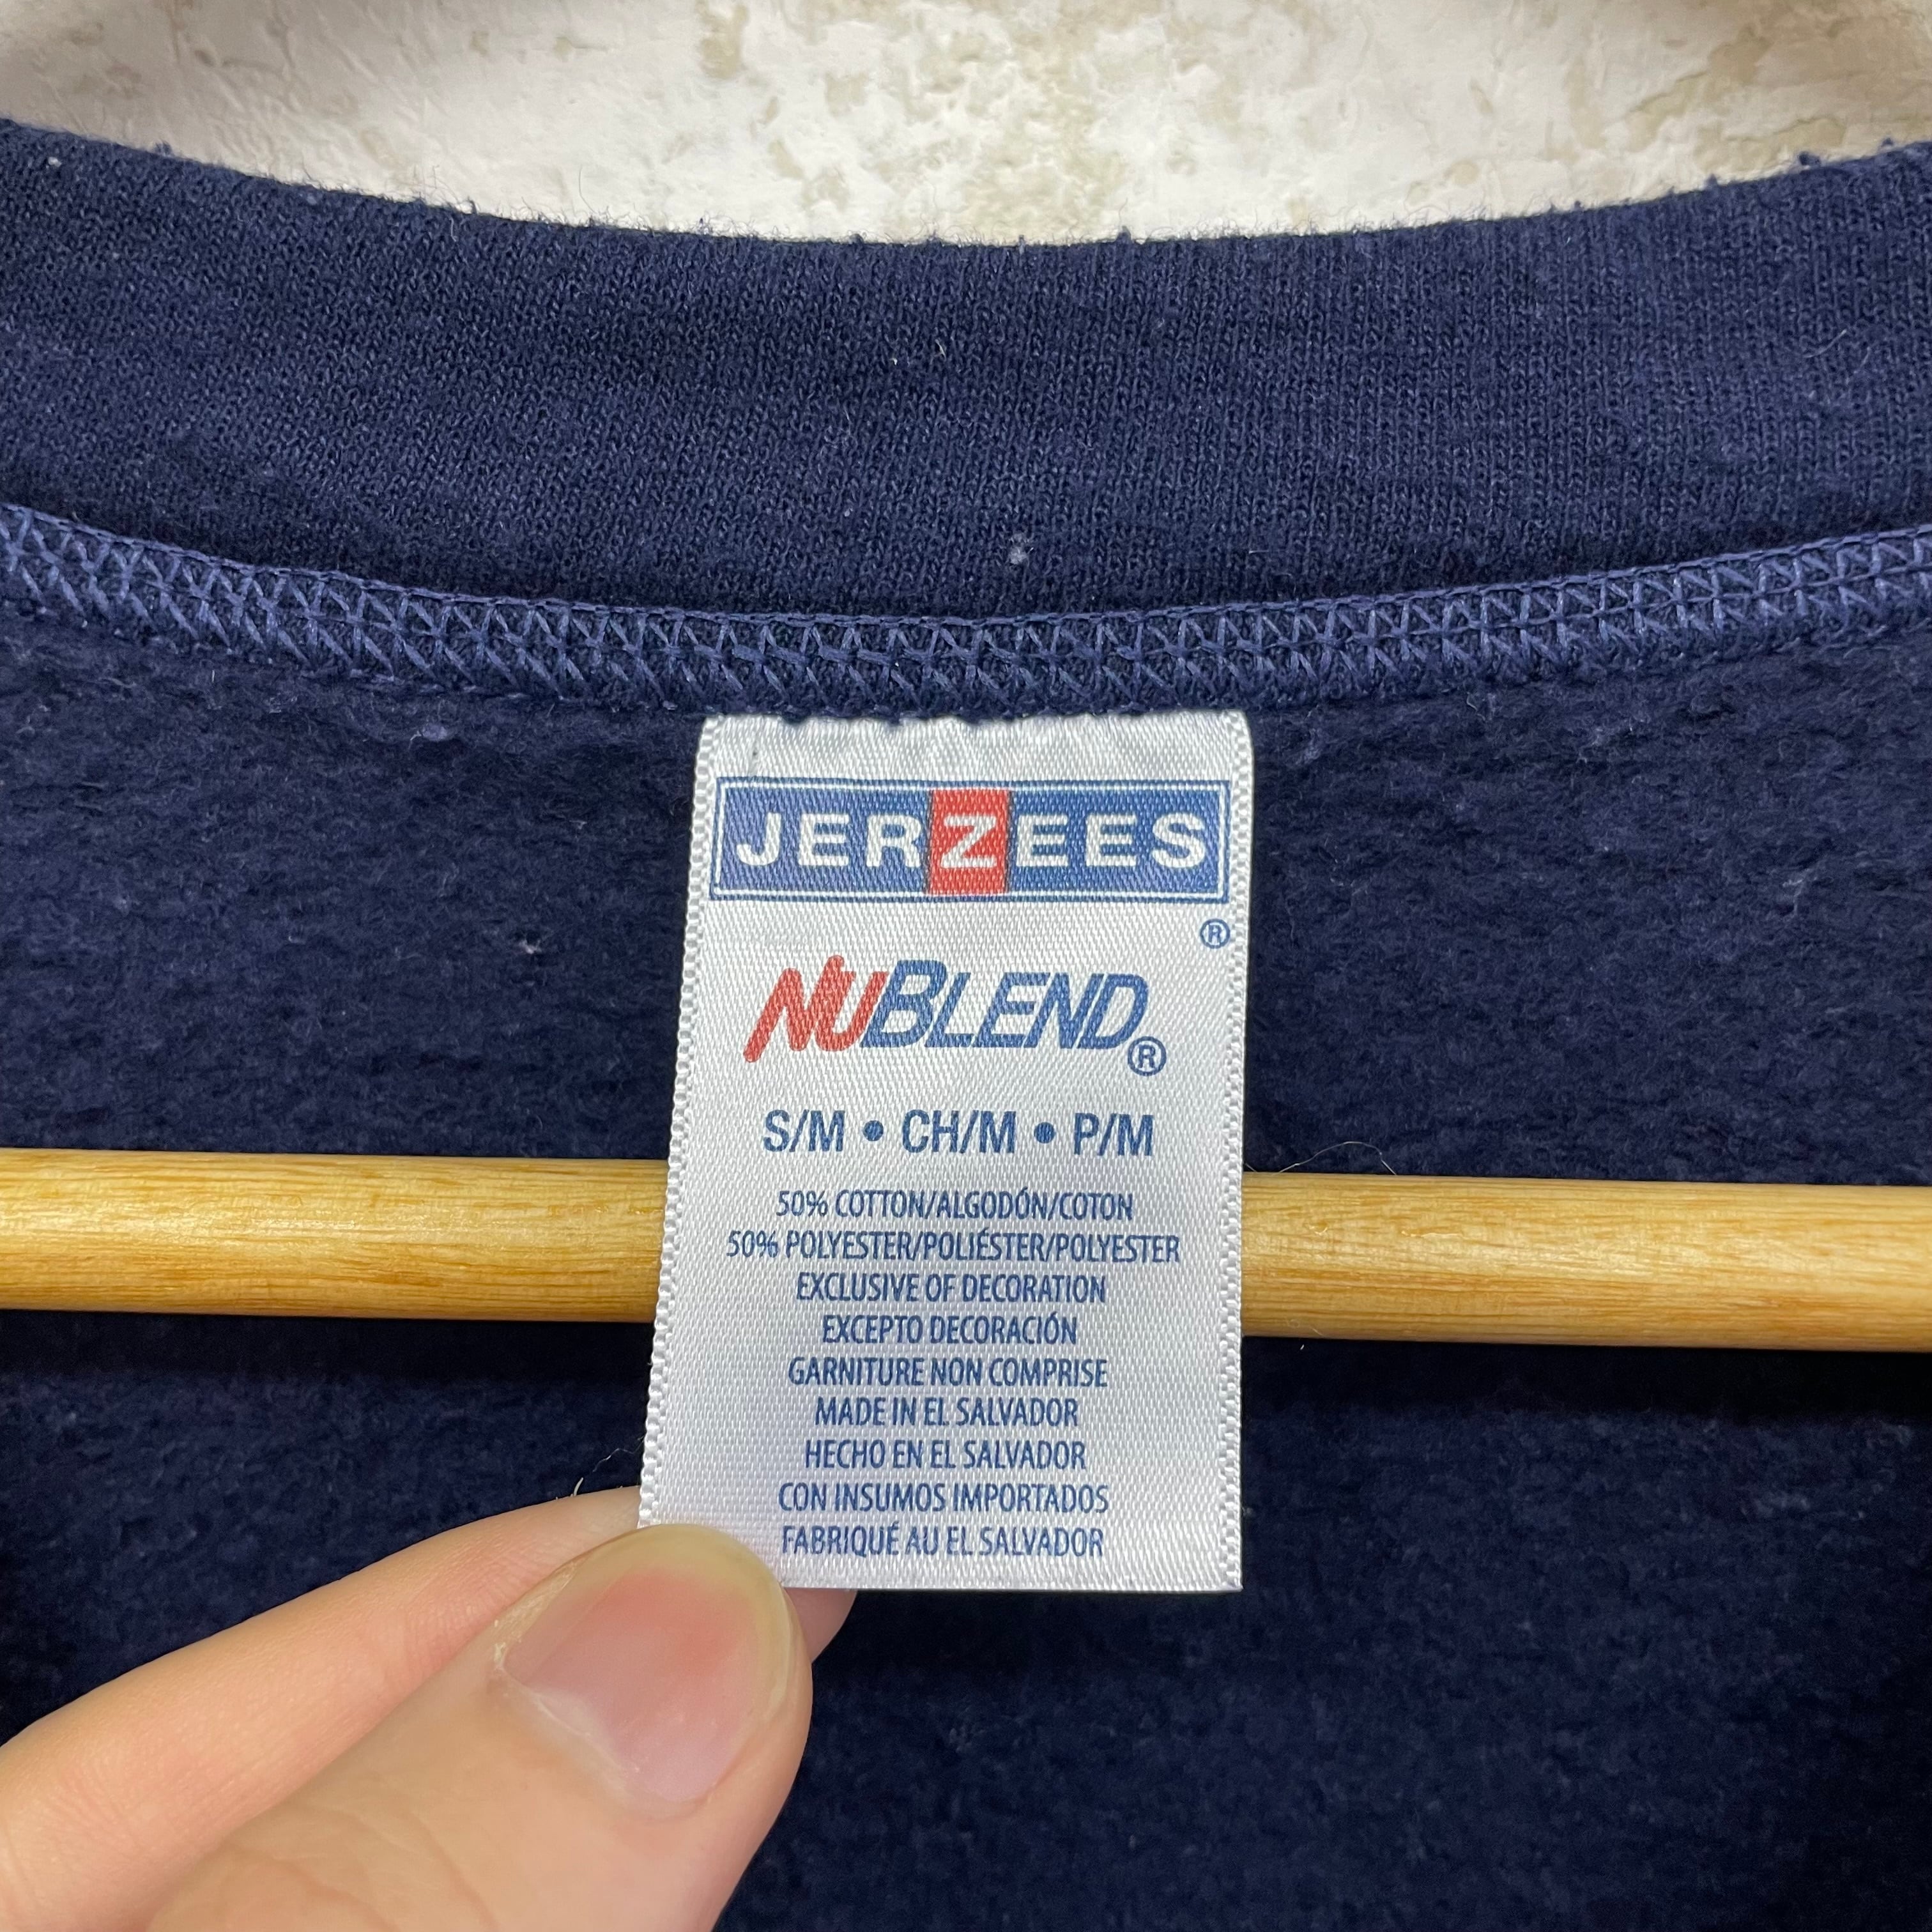 JERZEES
®
NUBLEND®
S/M • CH/M • P/M
50% COTTON/ALGODÓN/COTON
50% POLYESTER/POLIÉSTER/POLYESTER
EXCLUSIVE OF DECORATION
EXCEPTO DECORACIÓN
GARNITURE NON COMPRISE
MADE IN EL SALVADOR
HECHO EN EL SALVADOR
CON INSUMOS IMPORTADOS
FABRIQUÉ AU EL SALVADOR